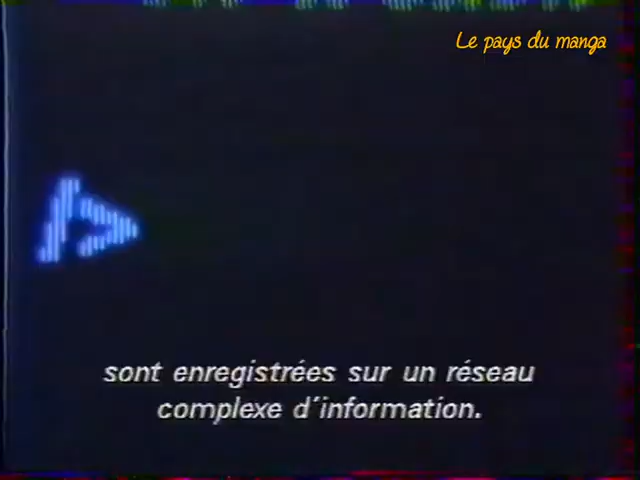 Le pays du manga
sont enregistrées sur un réseau
complexe d'information.